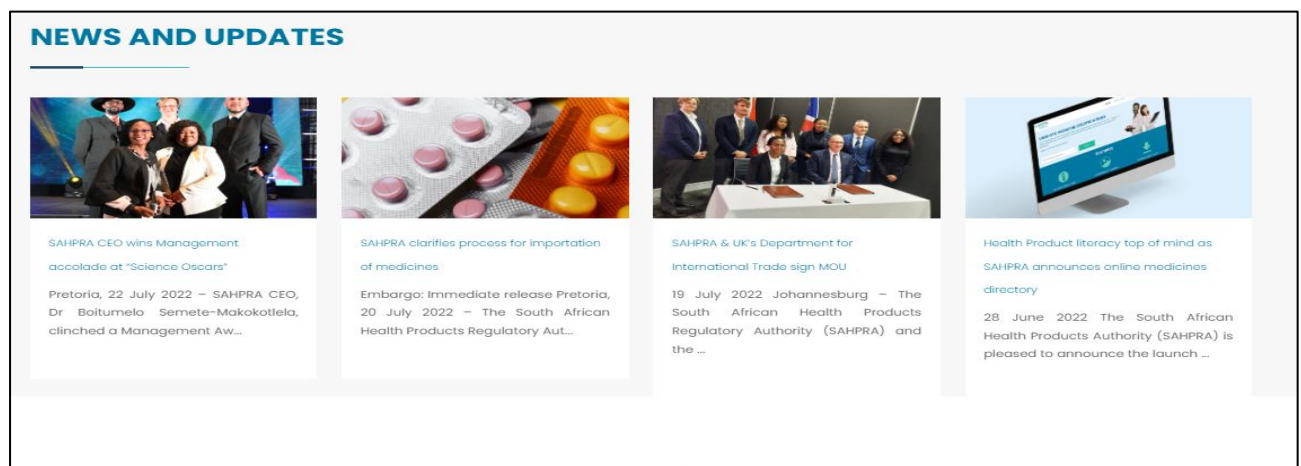 NEWS AND UPDATES
SAHPRA CEO wins Management
accolade at "Science Oscars"
Pretoria, 22 July 2022 – SAHPRA CEO,
Dr Boitumelo Semete-Makokotlela,
clinched a Management Aw...
SAHPRA clarifies process for importation
of medicines
Embargo: Immediate release Pretoria,
20 July 2022 – The South African
Health Products Regulatory Aut...
SAHPRA & UK's Department for
International Trade sign MOU
19 July 2022 Johannesburg – The
South African Health Products
Regulatory Authority (SAHPRA) and
the ...
Health Product literacy top of mind as
SAHPRA announces online medicines
directory
28 June 2022 The South African
Health Products Authority (SAHPRA) is
pleased to announce the launch ...